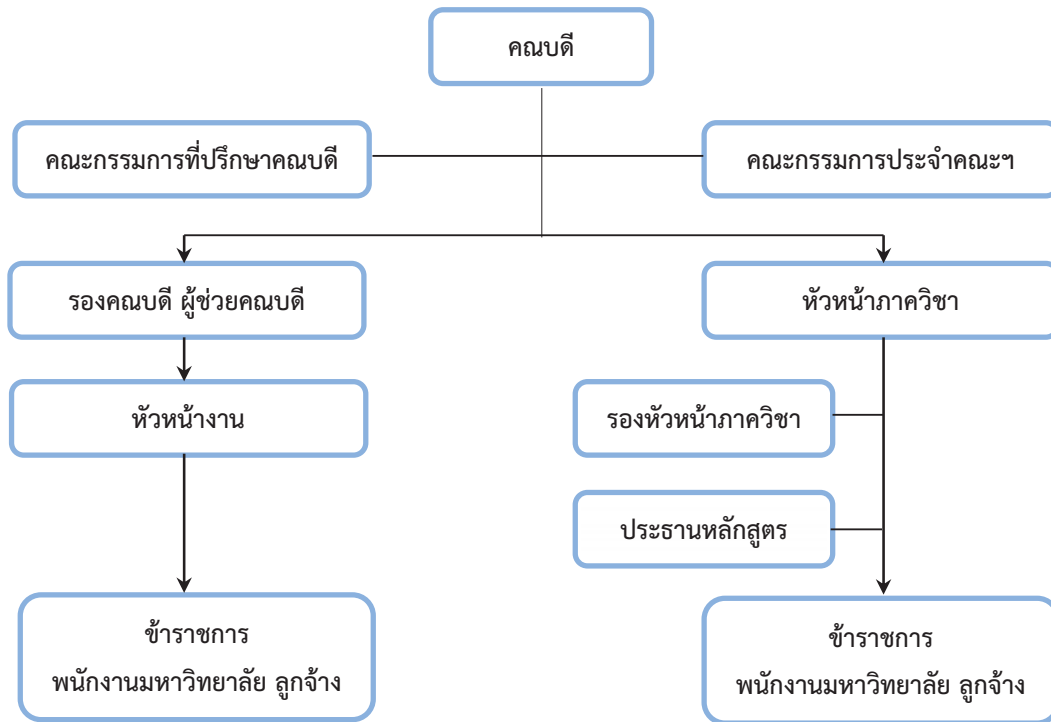 คณบดี
คณะกรรมการที่ปรึกษาคณบดี
คณะกรรมการประจำคณะฯ
รองคณบดี ผู้ช่วยคณบดี
หัวหน้าภาควิชา
หัวหน้างาน
รองหัวหน้าภาควิชา
ประธานหลักสูตร
ข้าราชการ
พนักงานมหาวิทยาลัย ลูกจ้าง
ข้าราชการ
พนักงานมหาวิทยาลัย ลูกจ้าง